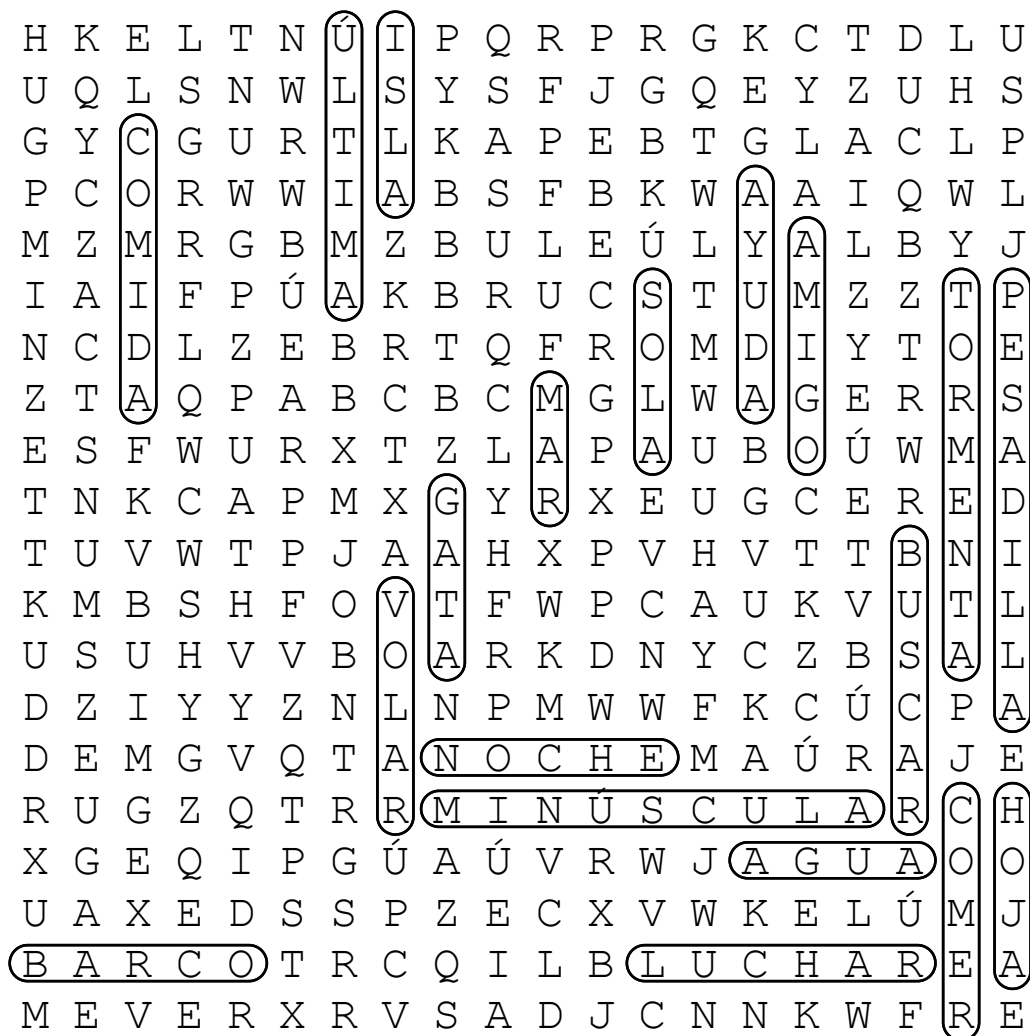 H K E L T N Ú I P Q R P R G K C T D L U
U Q L S N W L S Y S F J G Q E Y Z U H S
G Y C G U R T L K A P E B T G L A C L P
P C O R W W I A B S F B K W A A I Q W L
M Z M R G B M Z B U L E Ú L Y A L B Y J
I A I F P Ú A K B R U C S T U M Z Z T P
N C D L Z E B R T Q F R O M D I Y T O E
Z T A Q P A B C B C M G L W A G E R R S
E S F W U R X T Z L A P A U B O Ú W M A
T N K C A P M X G Y R X E U G C E R E D
T U V W T P J A A H X P V H V T T B N I
K M B S H F O V T F W P C A U K V U T L
U S U H V V B O A R K D N Y C Z B S A L
D Z I Y Y Z N L N P M W W F K C Ú C P A
D E M G V Q T A N O C H E M A Ú R A J E
R U G Z Q T R R M I N Ú S C U L A R C H
X G E Q I P G Ú A Ú V R W J A G U A O O
U A X E D S S P Z E C X V W K E L Ú M J
B A R C O T R C Q I L B L U C H A R E A
M E V E R X R V S A D J C N N K W F R E